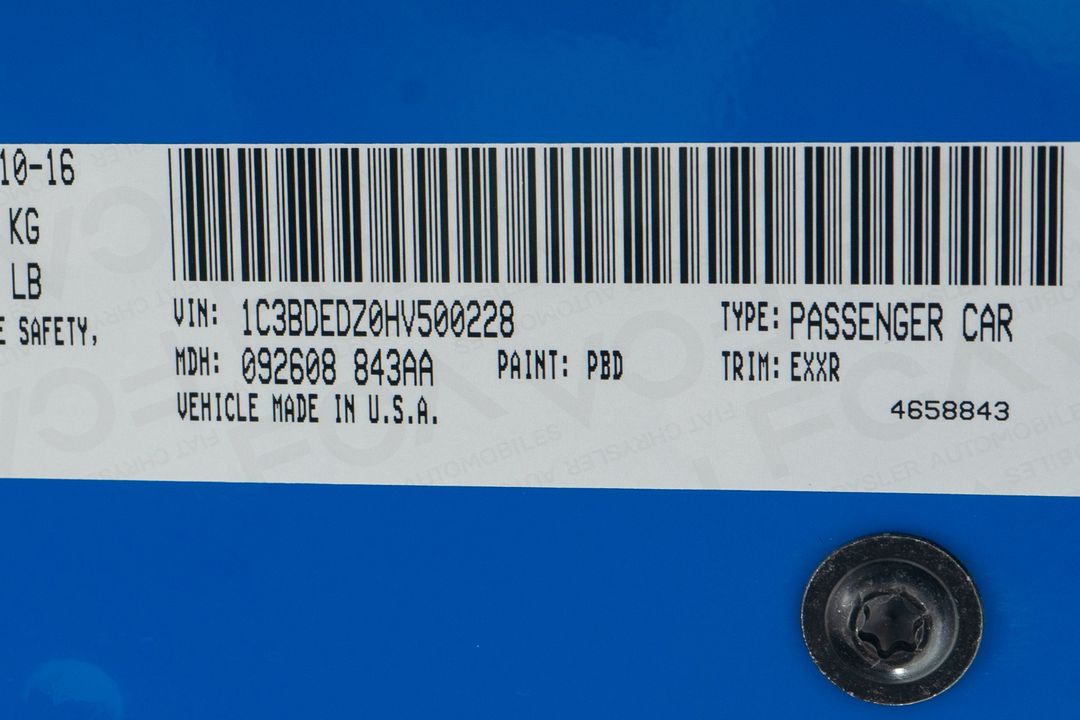 10-16
KG
LB
E SAFETY,
VIN: 1C3BDEDZ0HV500228 TYPE: PASSENGER CAR
MDH: 092608 843AA PAINT: PBD TRIM: EXXR
VEHICLE MADE IN U.S.A. 4658843